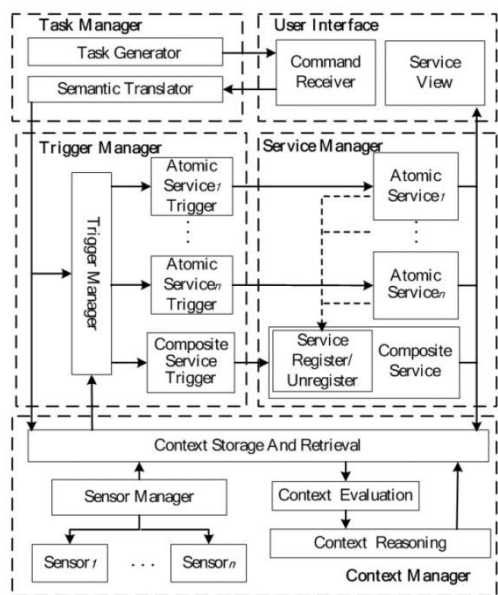 Task Manager
Task Generator
Semantic Translator
User Interface
Command
Receiver
Service
View
Trigger Manager
Trigger Manager
Atomic
Service1
Trigger
⋮
Atomic
Servicen
Trigger
Composite
Service
Trigger
Service Manager
Atomic
Service1
⋮
Atomic
Servicen
Service
Register/
Unregister
Composite
Service
Context Storage And Retrieval
Sensor Manager
Sensor1
. . .
Sensorn
Context Evaluation
Context Reasoning
Context Manager